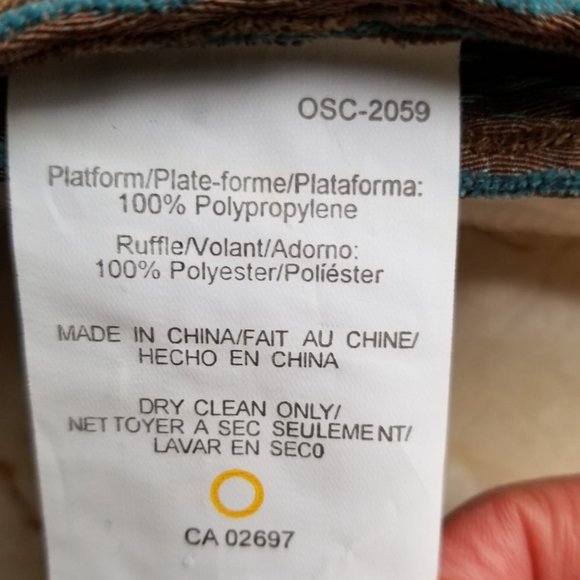 OSC-2059
Platform/Plate-forme/Plataforma:
100% Polypropylene
Ruffle/Volant/Adorno:
100% Polyester/Poliéster
MADE IN CHINA/FAIT AU CHINE/
HECHO EN CHINA
DRY CLEAN ONLY/
NETTOYER A SEC SEULEMENT/
LAVAR EN SECO
CA 02697